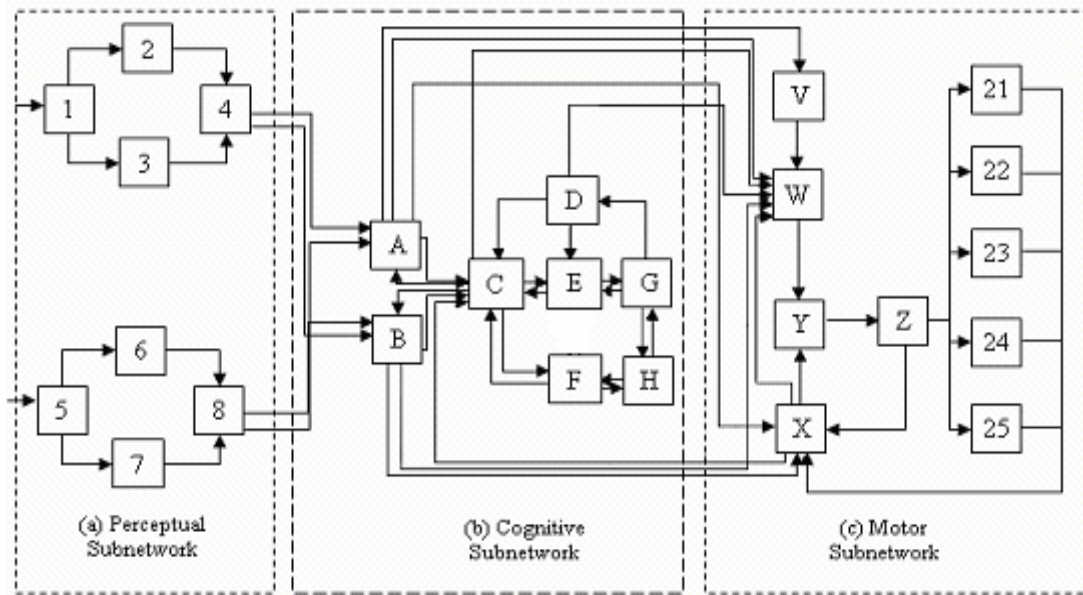 1
2
3
4
5
6
7
8
(a) Perceptual
Subnetwork
A
B
C
D
E
F
G
H
(b) Cognitive
Subnetwork
V
W
Y
Z
X
21
22
23
24
25
(c) Motor
Subnetwork